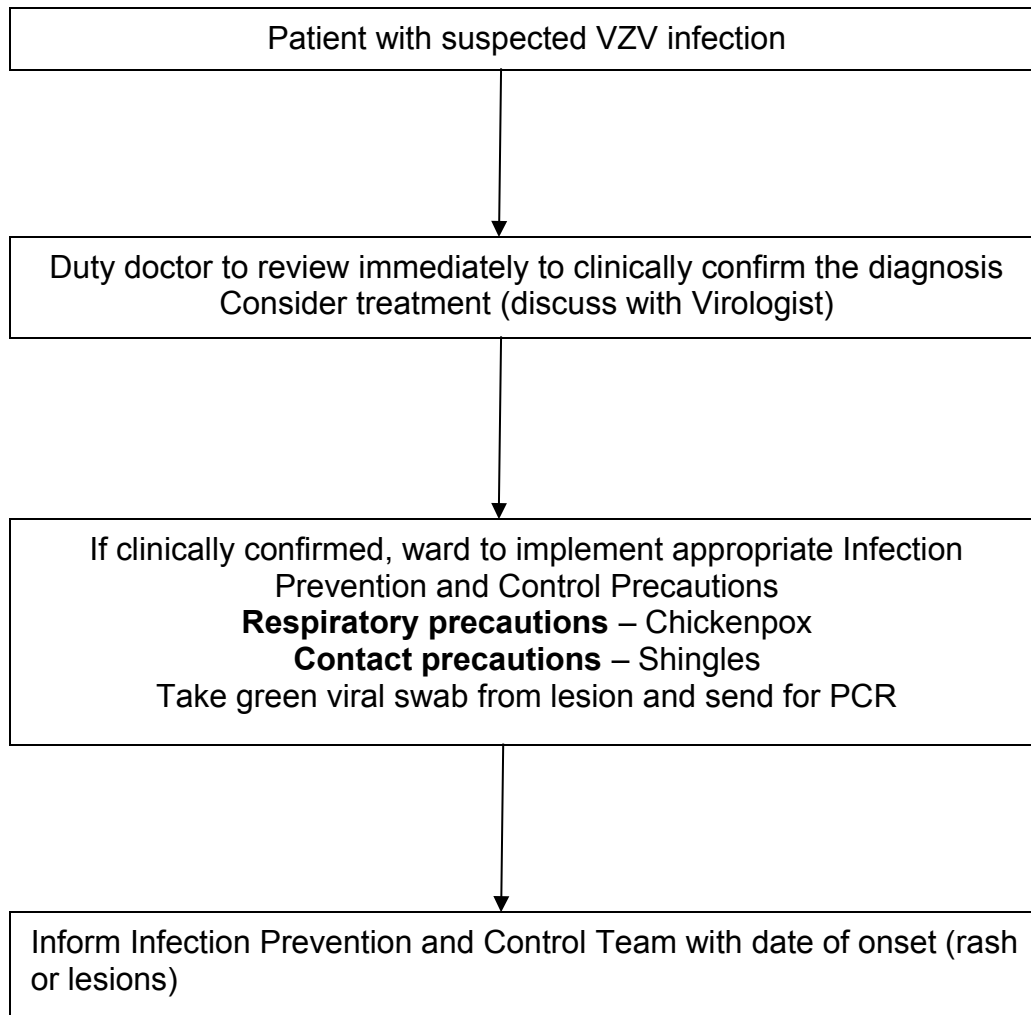 Patient with suspected VZV infection
Duty doctor to review immediately to clinically confirm the diagnosis
Consider treatment (discuss with Virologist)
If clinically confirmed, ward to implement appropriate Infection
Prevention and Control Precautions
Respiratory precautions – Chickenpox
Contact precautions – Shingles
Take green viral swab from lesion and send for PCR
Inform Infection Prevention and Control Team with date of onset (rash
or lesions)